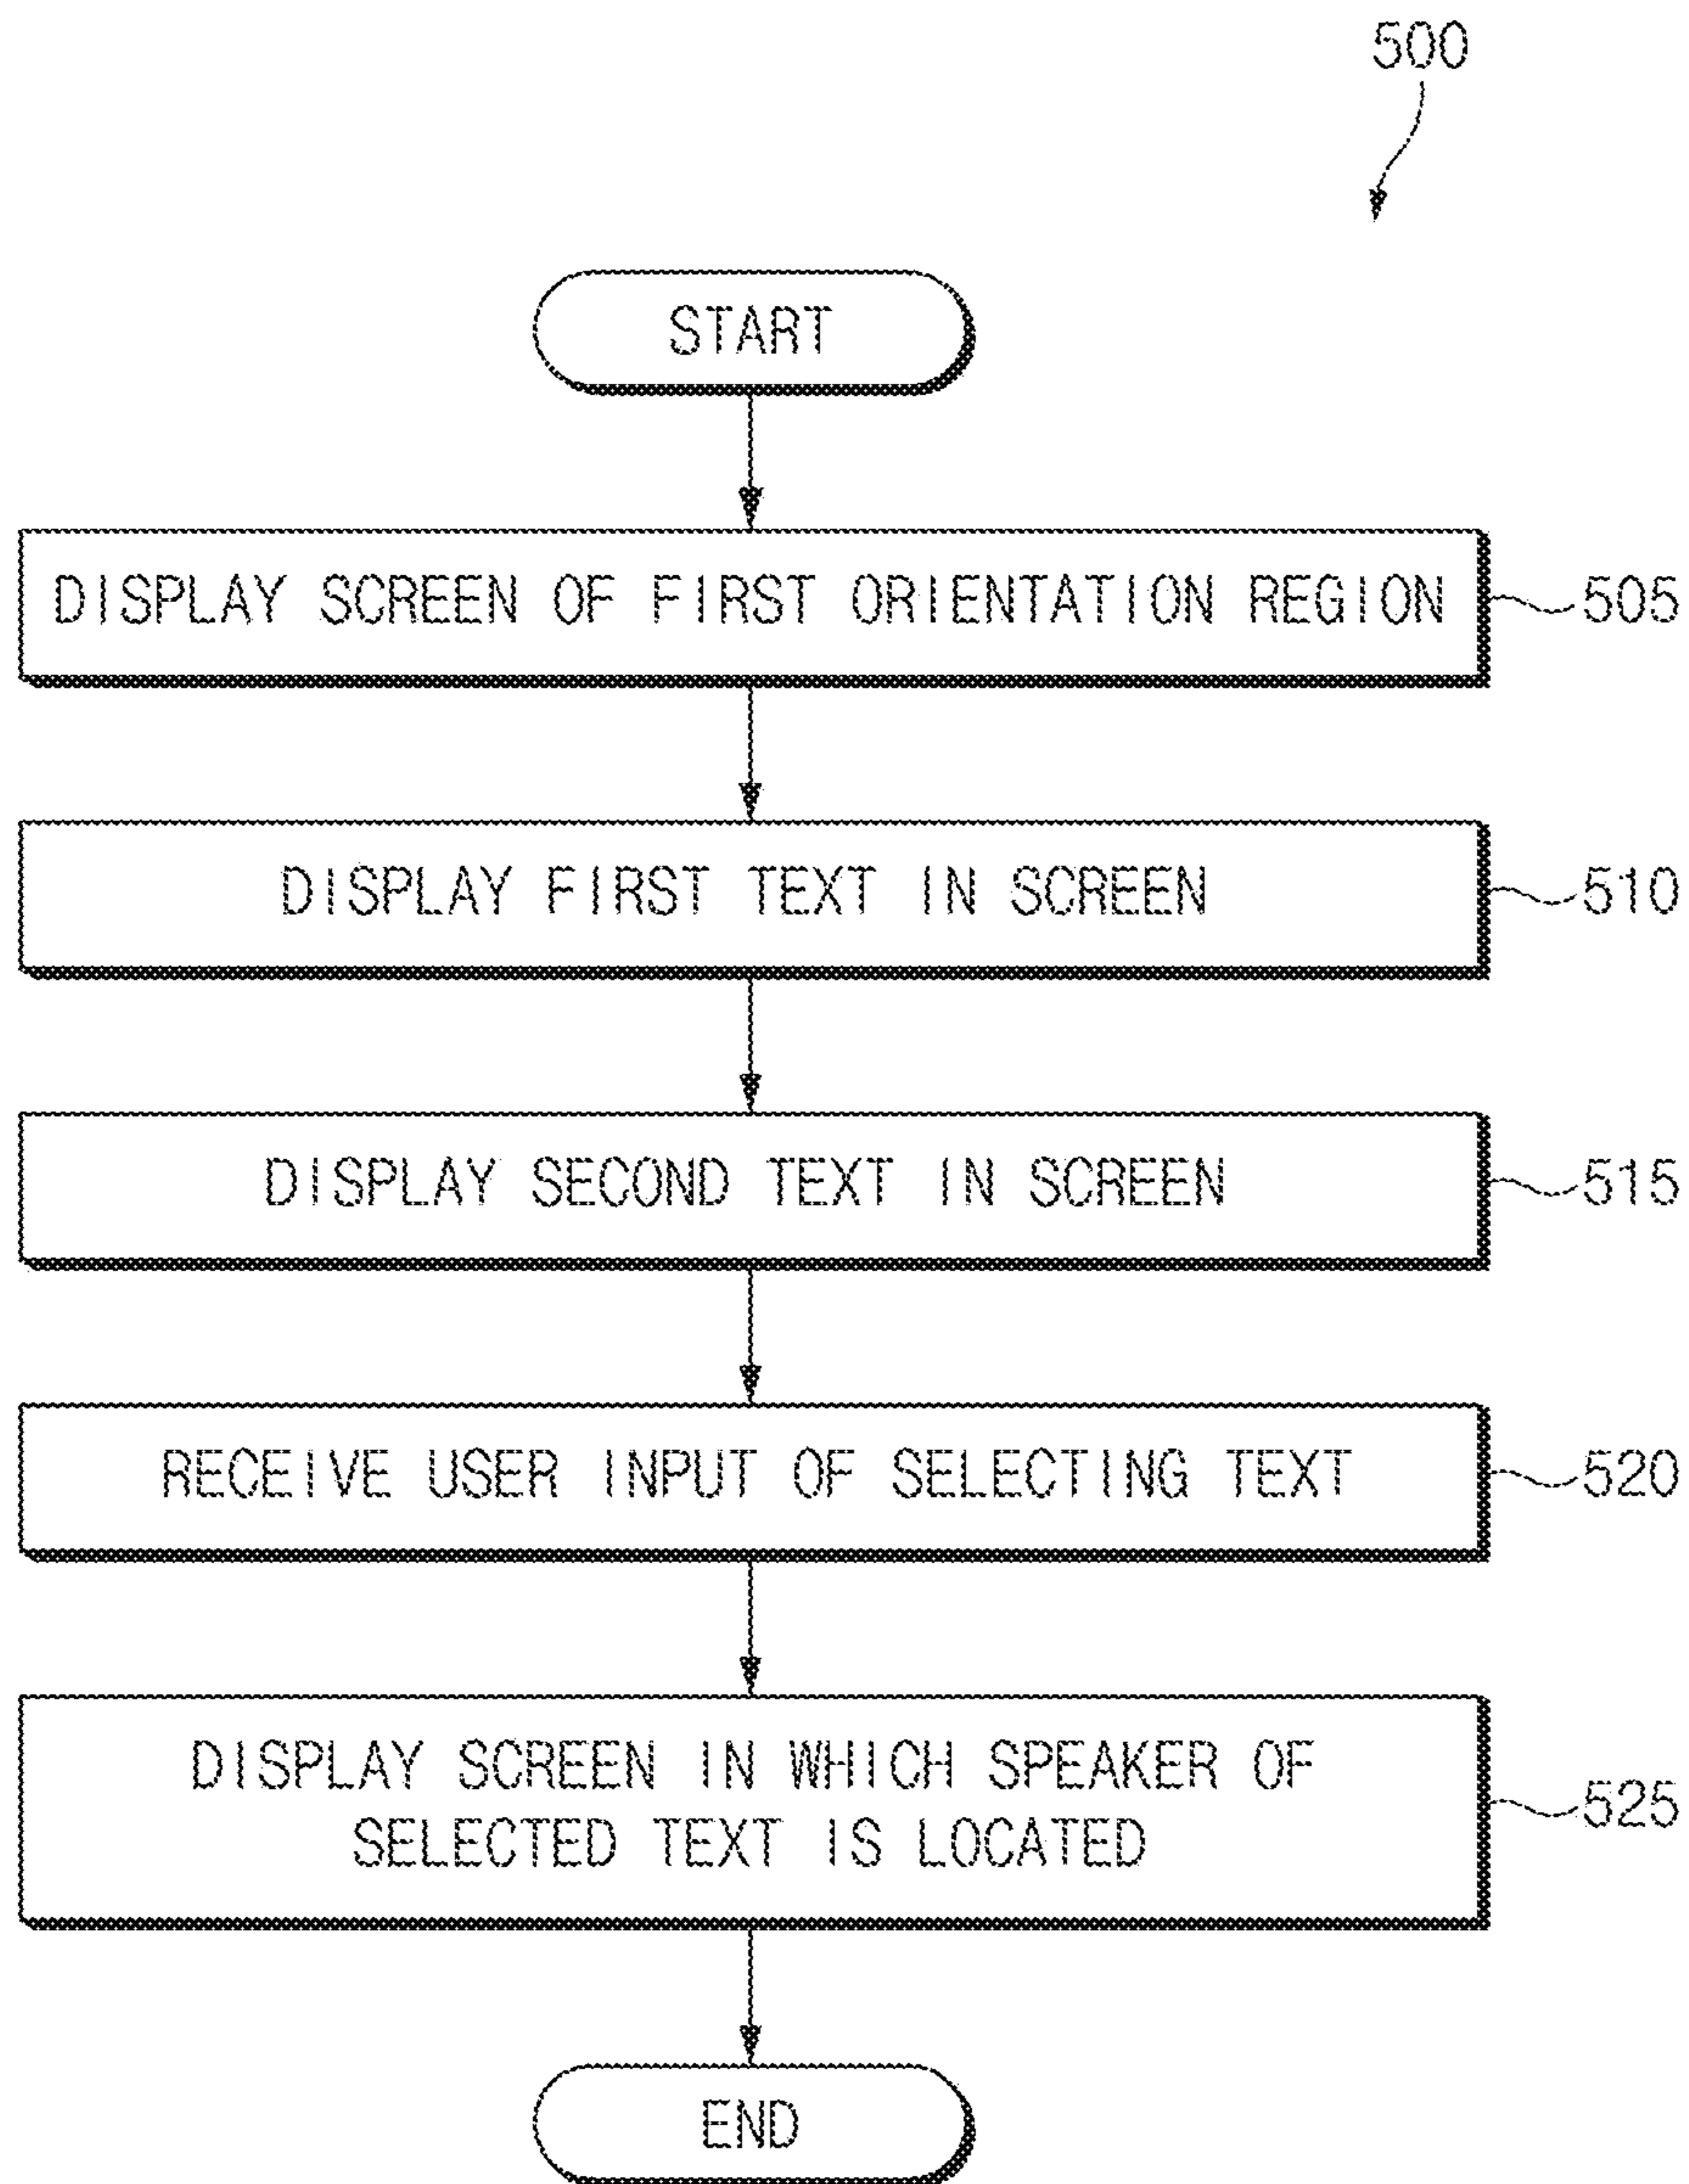 500
START
DISPLAY SCREEN OF FIRST ORIENTATION REGION
505
DISPLAY FIRST TEXT IN SCREEN
510
DISPLAY SECOND TEXT IN SCREEN
515
RECEIVE USER INPUT OF SELECTING TEXT
520
DISPLAY SCREEN IN WHICH SPEAKER OF
SELECTED TEXT IS LOCATED
525
END